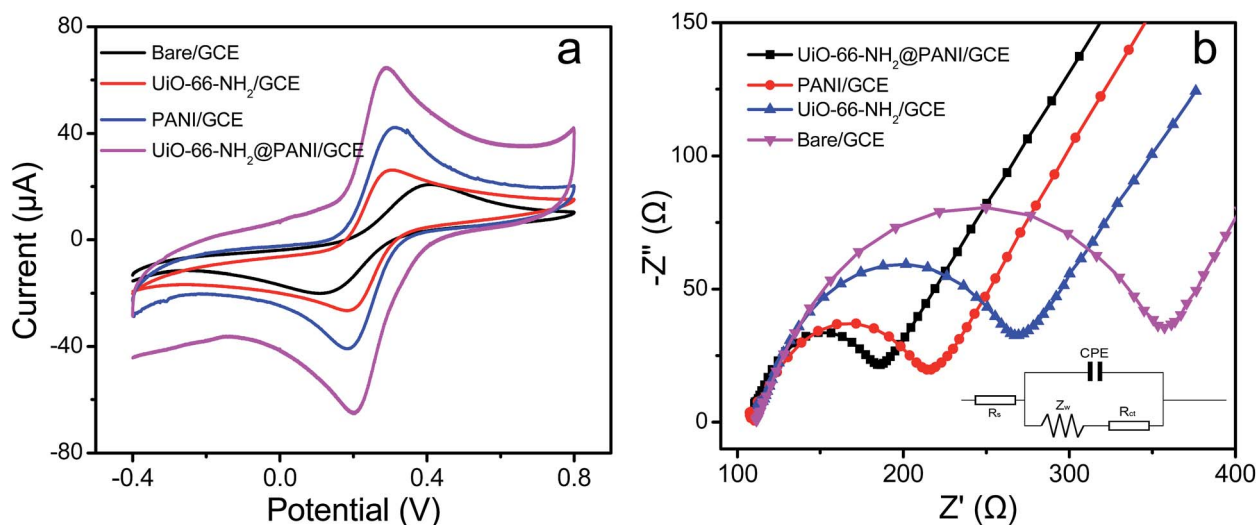 a
Bare/GCE
UiO-66-NH₂/GCE
PANI/GCE
UiO-66-NH₂@PANI/GCE
80
40
0
-40
-80
Current (μA)
-0.4
0.0
0.4
0.8
Potential (V)
b
UiO-66-NH₂@PANI/GCE
PANI/GCE
UiO-66-NH₂/GCE
Bare/GCE
150
100
50
0
-Z" (Ω)
CPE
Rₛ
Z_w
R_ct
100
200
300
400
Z' (Ω)